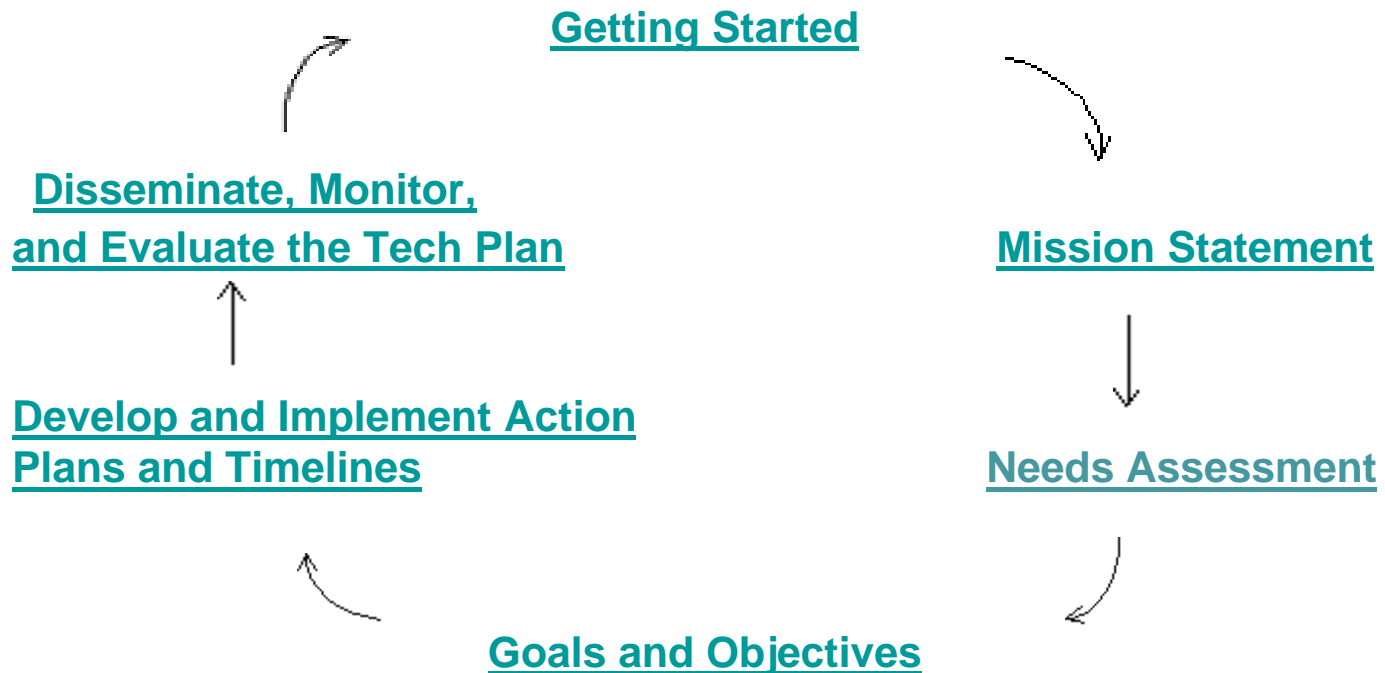 Getting Started
Disseminate, Monitor,
and Evaluate the Tech Plan
Mission Statement
Develop and Implement Action
Plans and Timelines
Needs Assessment
Goals and Objectives